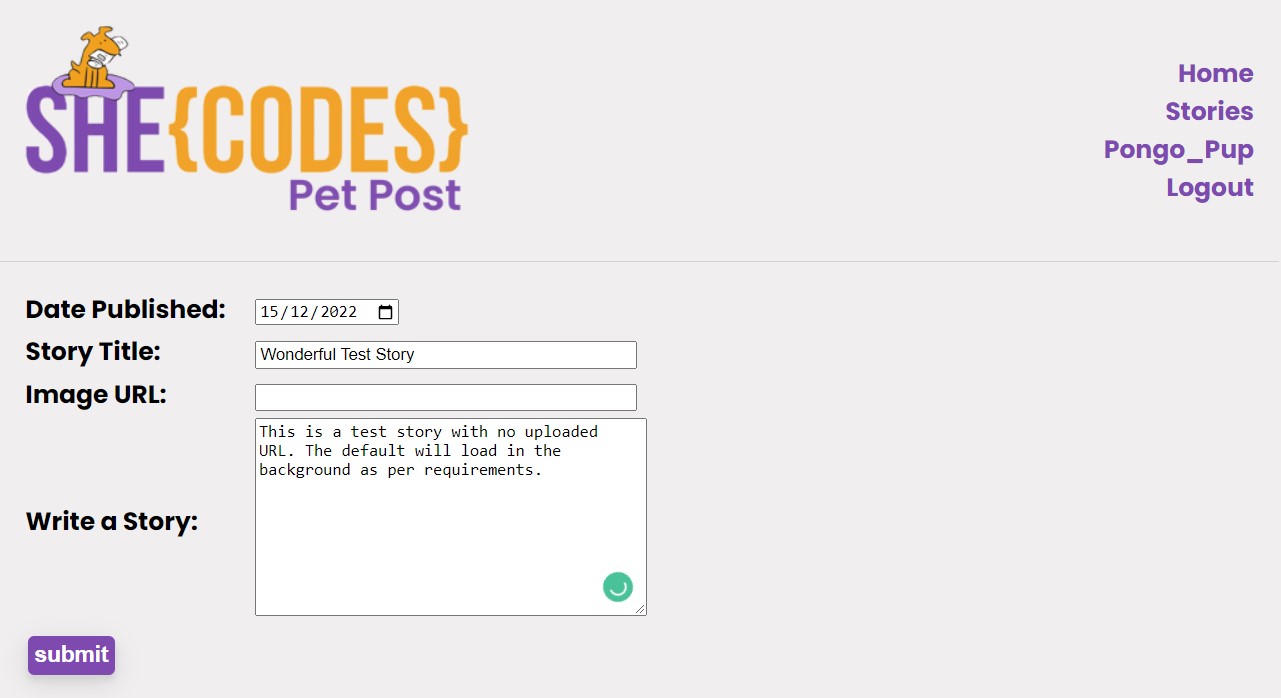 SHE{CODES}
Pet Post
Home
Stories
Pongo_Pup
Logout
Date Published:
15/12/2022
Story Title:
Wonderful Test Story
Image URL:
This is a test story with no uploaded
URL. The default will load in the
background as per requirements.
Write a Story:
submit